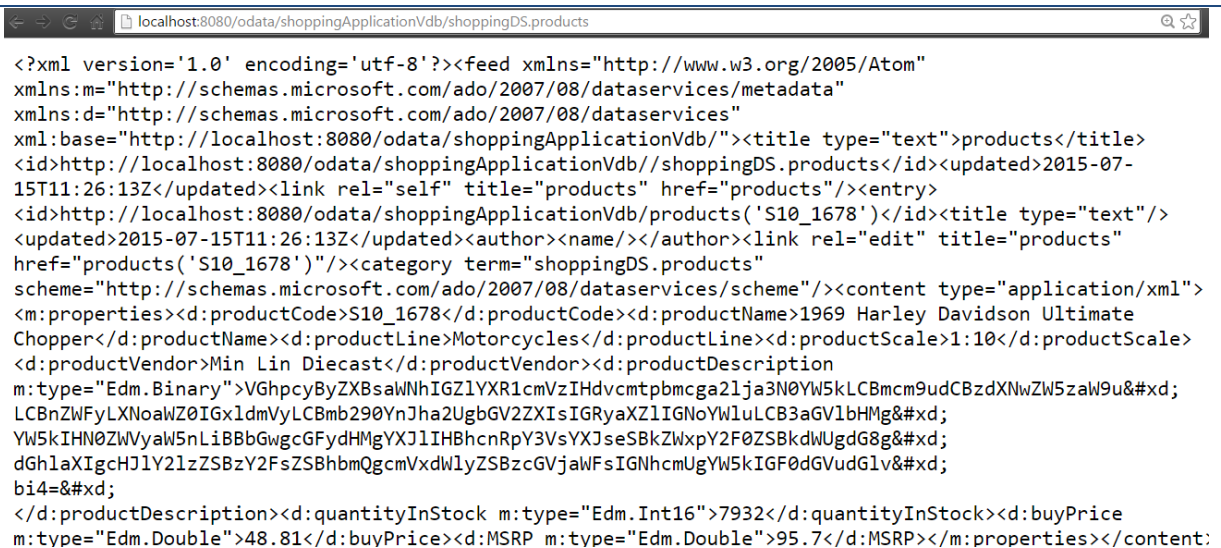 localhost:8080/odata/shoppingApplicationVdb/shoppingDS.products
<?xml version='1.0' encoding='utf-8'?><feed xmlns="http://www.w3.org/2005/Atom"
xmlns:m="http://schemas.microsoft.com/ado/2007/08/dataservices/metadata"
xmlns:d="http://schemas.microsoft.com/ado/2007/08/dataservices"
xml:base="http://localhost:8080/odata/shoppingApplicationVdb/"><title type="text">products</title>
<id>http://localhost:8080/odata/shoppingApplicationVdb//shoppingDS.products</id><updated>2015-07-
15T11:26:13Z</updated><link rel="self" title="products" href="products"/><entry>
<id>http://localhost:8080/odata/shoppingApplicationVdb/products('S10_1678')</id><title type="text"/>
<updated>2015-07-15T11:26:13Z</updated><author><name/></author><link rel="edit" title="products"
href="products('S10_1678')"/><category term="shoppingDS.products"
scheme="http://schemas.microsoft.com/ado/2007/08/dataservices/scheme"/><content type="application/xml">
<m:properties><d:productCode>S10_1678</d:productCode><d:productName>1969 Harley Davidson Ultimate
Chopper</d:productName><d:productLine>Motorcycles</d:productLine><d:productScale>1:10</d:productScale>
<d:productVendor>Min Lin Diecast</d:productVendor><d:productDescription
m:type="Edm.Binary">VGhpcyByZXBsaWNhIGZlYXR1cmVzIHdvcmtpbmcga2lja3N0YW5kLCBmcm9udCBzdXNwZW5zaW9u&#xd;
LCBnZWFyLXNoaWZ0IGxldmVyLCBmb290YnJha2UgbGV2ZXIsIGRyaXZlIGNoYWluLCB3aGVlbHMg&#xd;
YW5kIHN0ZWVyaW5nLiBBbGwgcGFydHMgYXJlIHBhcnRpY3VsYXJseSBkZWxpY2F0ZSBkdWUgdG8g&#xd;
dGhlaXIgcHJlY2lzZSBzY2FsZSBhbmQgcmVxdWlyZSBzcGVjaWFsIGNhcmUgYW5kIGF0dGVudGlv&#xd;
bi4=&#xd;
</d:productDescription><d:quantityInStock m:type="Edm.Int16">7932</d:quantityInStock><d:buyPrice
m:type="Edm.Double">48.81</d:buyPrice><d:MSRP m:type="Edm.Double">95.7</d:MSRP></m:properties></content>